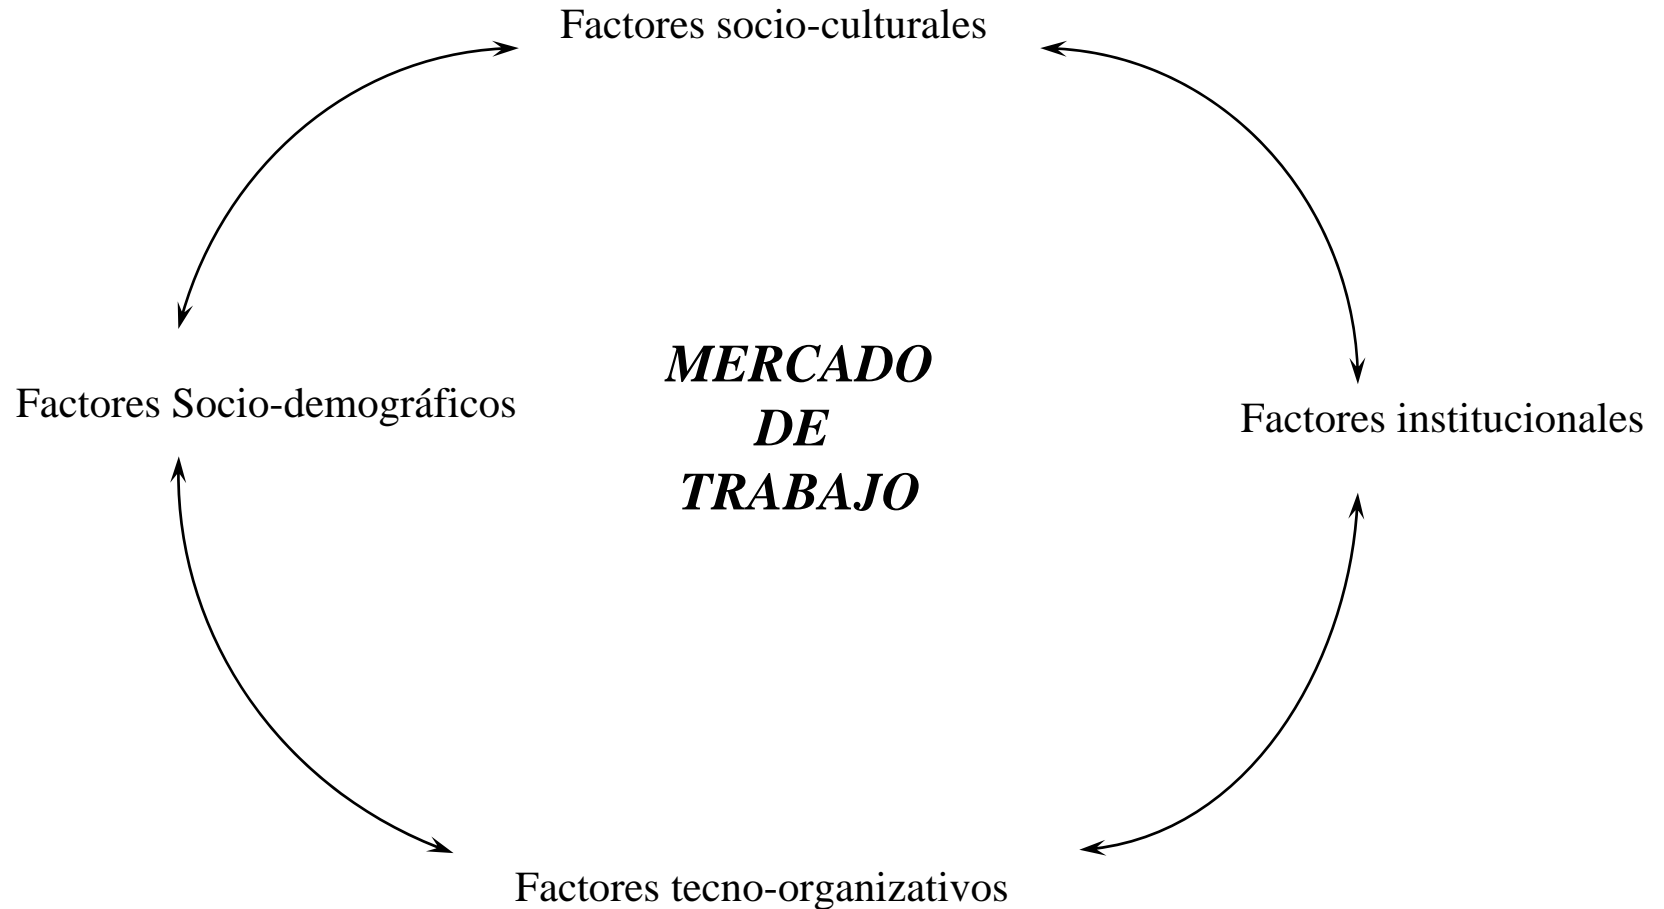 Factores socio-culturales
Factores Socio-demográficos
MERCADO
DE
TRABAJO
Factores institucionales
Factores tecno-organizativos